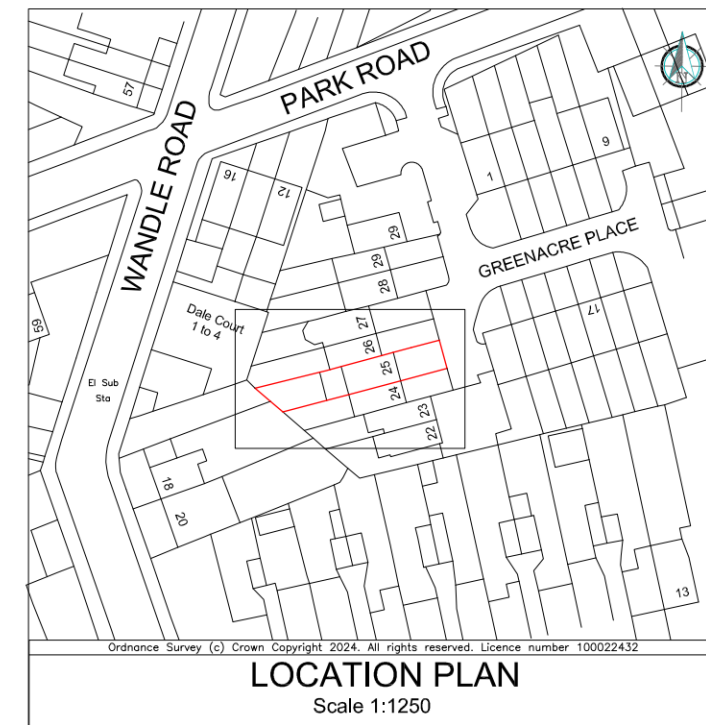 57
PARK ROAD
N
WANDLE ROAD
16
12
1
9
29
29
28
GREENACRE PLACE
Dale Court
1 to 4
27
17
59
26
25
24
El Sub
Sta
23
22
18
20
13
Ordnance Survey (c) Crown Copyright 2024. All rights reserved. Licence number 100022432
LOCATION PLAN
Scale 1:1250